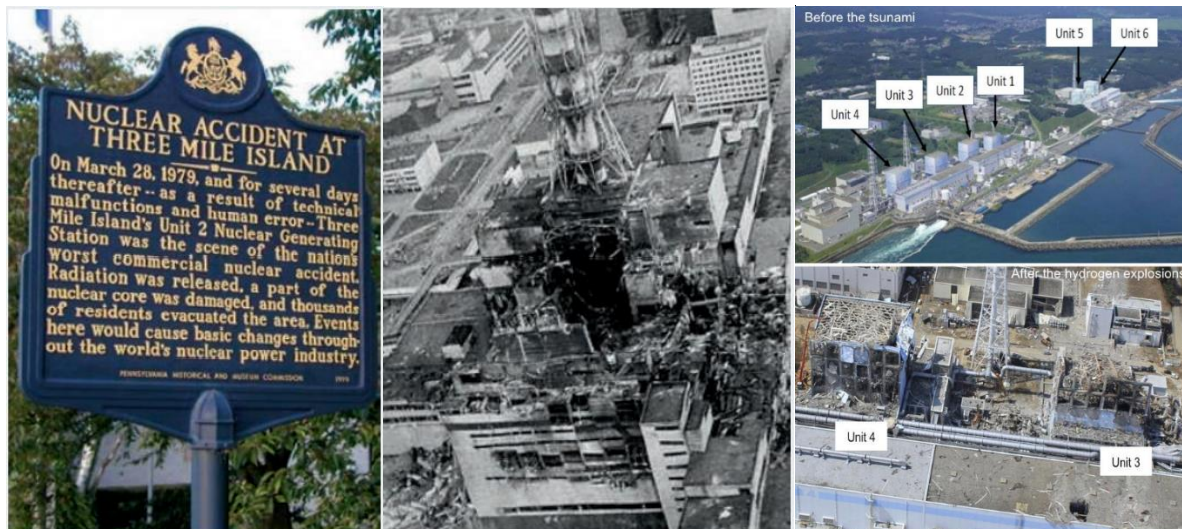 NUCLEAR ACCIDENT AT
THREE MILE ISLAND
On March 28, 1979, and for several days
thereafter -- as a result of technical
malfunctions and human error -- Three
Mile Island's Unit 2 Nuclear Generating
Station was the scene of the nation's
worst commercial nuclear accident.
Radiation was released, a part of the
nuclear core was damaged, and thousands
of residents evacuated the area. Events
here would cause basic changes through-
out the world's nuclear power industry.
PENNSYLVANIA HISTORICAL AND MUSEUM COMMISSION 1999
Before the tsunami
Unit 5
Unit 6
Unit 1
Unit 2
Unit 3
Unit 4
After the hydrogen explosions
Unit 4
Unit 3